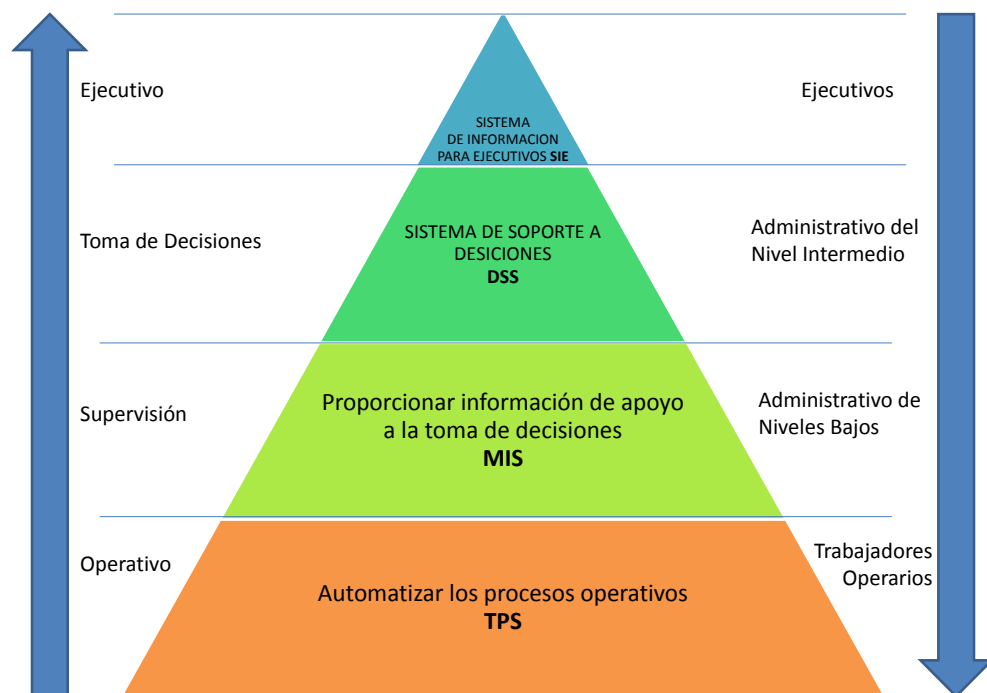 Ejecutivo
Ejecutivos
SISTEMA
DE INFORMACION
PARA EJECUTIVOS SIE
Toma de Decisiones
SISTEMA DE SOPORTE A
DESICIONES
DSS
Administrativo del
Nivel Intermedio
Supervisión
Proporcionar información de apoyo
a la toma de decisiones
MIS
Administrativo de
Niveles Bajos
Operativo
Automatizar los procesos operativos
TPS
Trabajadores
Operarios